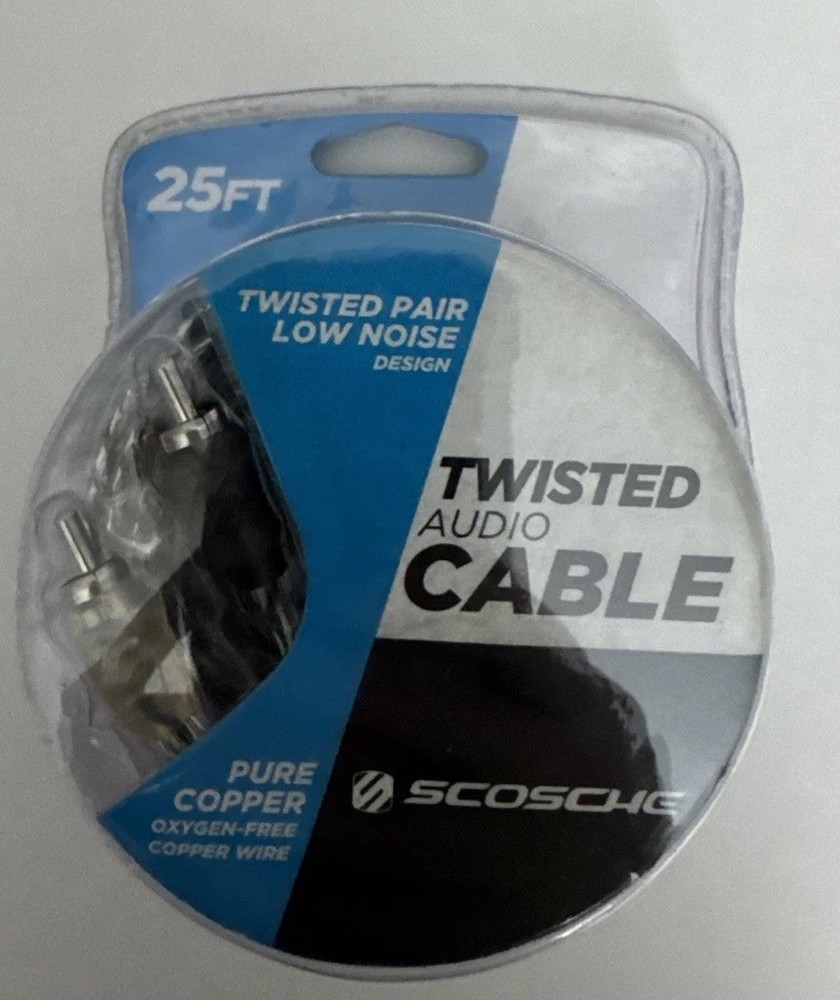 25FT
TWISTED PAIR
LOW NOISE
DESIGN
TWISTED
AUDIO
CABLE
PURE
COPPER
OXYGEN-FREE
COPPER WIRE
SCOSCHE